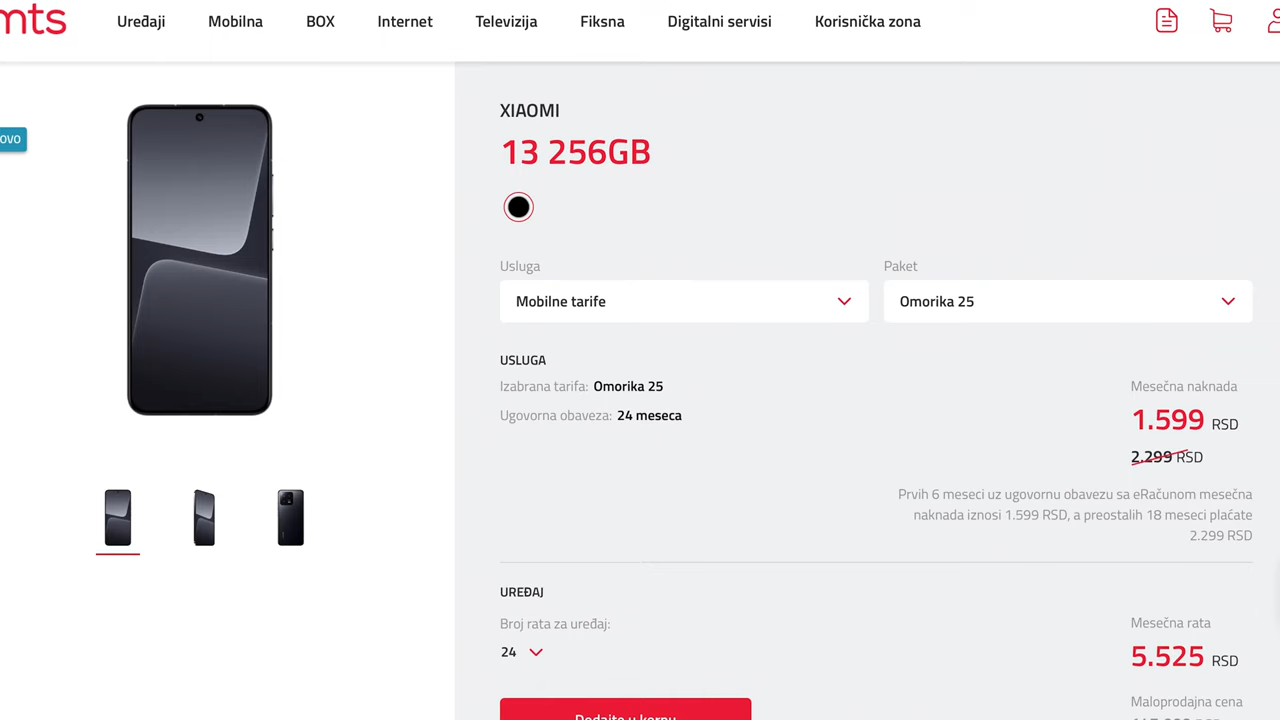 mts
Uređaji Mobilna BOX Internet Televizija Fiksna Digitalni servisi Korisnička zona
XIAOMI
13 256GB
Usluga Paket
Mobilne tarife Omorika 25
USLUGA
Izabrana tarifa: Omorika 25
Mesečna naknada
Ugovorna obaveza: 24 meseca
1.599 RSD
2.299 RSD
Prvih 6 meseci uz ugovornu obavezu sa eRačunom mesečna
naknada iznosi 1.599 RSD, a preostalih 18 meseci plaćate
2.299 RSD
UREĐAJ
Broj rata za uređaj:
Mesečna rata
24
5.525 RSD
Maloprodajna cena
Dodajte u korpu